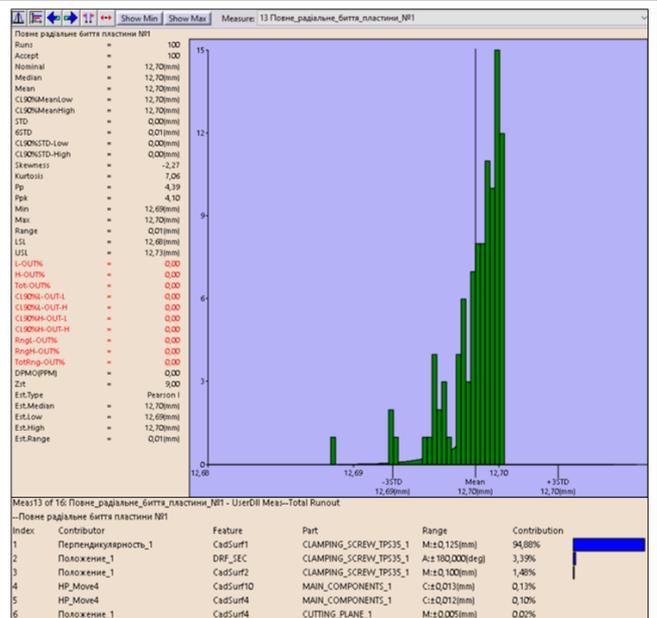 Show Min Show Max Measure: 13 Повне_радіальне_биття_пластини_№1
Повне радіальне биття пластини №1
Runs = 100
Accept = 100
Nominal = 12,70(mm)
Median = 12,70(mm)
Mean = 12,70(mm)
CL90%MeanLow = 12,70(mm)
CL90%MeanHigh = 12,70(mm)
STD = 0,00(mm)
6STD = 0,01(mm)
CL90%STD-Low = 0,00(mm)
CL90%STD-High = 0,00(mm)
Skewness = -2,27
Kurtosis = 7,06
Pp = 4,39
Ppk = 4,10
Min = 12,69(mm)
Max = 12,70(mm)
Range = 0,01(mm)
LSL = 12,68(mm)
USL = 12,73(mm)
L-OUT% = 0,00
H-OUT% = 0,00
Tot-OUT% = 0,00
CL90%L-OUT-L = 0,00
CL90%L-OUT-H = 0,00
CL90%H-OUT-L = 0,00
CL90%H-OUT-H = 0,00
RngL-OUT% = 0,00
RngH-OUT% = 0,00
TotRng-OUT% = 0,00
DPMO(PPM) = 0,00
Zst = 9,00
Est.Type = Pearson I
Est.Median = 12,70(mm)
Est.Low = 12,69(mm)
Est.High = 12,70(mm)
Est.Range = 0,01(mm)
15
12
9
6
3
0
12,68 12,69 12,70
-3STD Mean +3STD
12,69(mm) 12,70(mm) 12,70(mm)
Meas13 of 16: Повне_радіальне_биття_пластини_№1 - UserDll Meas--Total Runout
--Повне радіальне биття пластини №1
Index Contributor Feature Part Range Contribution
1 Перпендикулярность_1 CadSurf1 CLAMPING_SCREW_TPS35_1 M:±0,125(mm) 94,88%
2 Положение_1 DRF_SEC CLAMPING_SCREW_TPS35_1 A:±180,000(deg) 3,39%
3 Положение_1 CadSurf2 CLAMPING_SCREW_TPS35_1 M:±0,100(mm) 1,48%
4 HP_Move4 CadSurf10 MAIN_COMPONENTS_1 C:±0,013(mm) 0,13%
5 HP_Move4 CadSurf4 MAIN_COMPONENTS_1 C:±0,012(mm) 0,10%
6 Положение_1 CadSurf4 CUTTING_PLANE_1 M:±0,005(mm) 0,02%